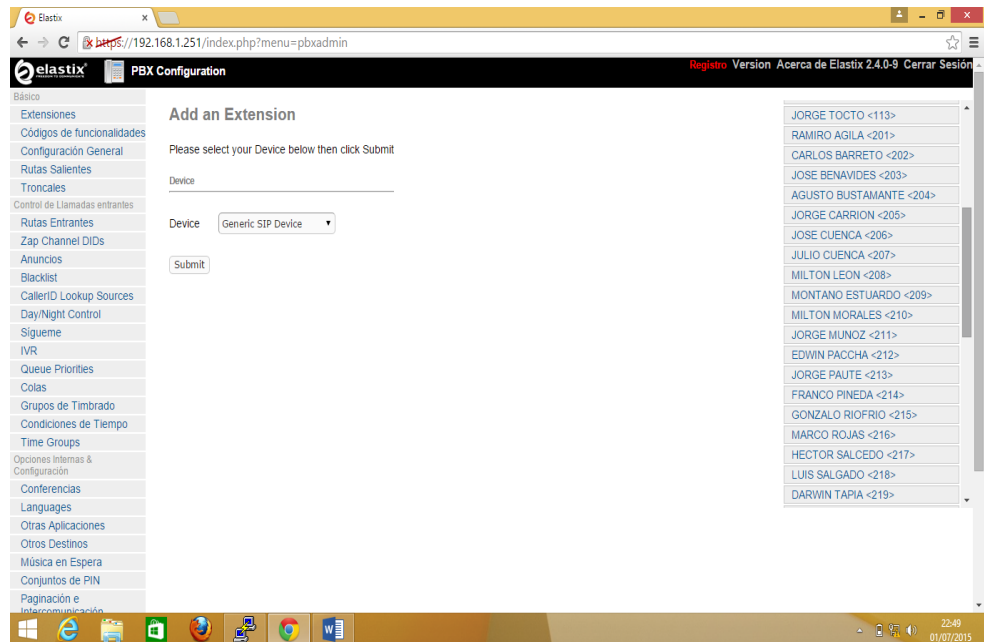 Elastix
https://192.168.1.251/index.php?menu=pbxadmin
elastix
FREEDOM TO COMMUNICATE
PBX Configuration
Registro Version Acerca de Elastix 2.4.0-9 Cerrar Sesión
Básico
Extensiones
Códigos de funcionalidades
Configuración General
Rutas Salientes
Troncales
Control de Llamadas entrantes
Rutas Entrantes
Zap Channel DIDs
Anuncios
Blacklist
CallerID Lookup Sources
Day/Night Control
Sígueme
IVR
Queue Priorities
Colas
Grupos de Timbrado
Condiciones de Tiempo
Time Groups
Opciones Internas &
Configuración
Conferencias
Languages
Otras Aplicaciones
Otros Destinos
Música en Espera
Conjuntos de PIN
Paginación e
Intercomunicación
Add an Extension
Please select your Device below then click Submit
Device
Device Generic SIP Device
Submit
JORGE TOCTO <113>
RAMIRO AGILA <201>
CARLOS BARRETO <202>
JOSE BENAVIDES <203>
AGUSTO BUSTAMANTE <204>
JORGE CARRION <205>
JOSE CUENCA <206>
JULIO CUENCA <207>
MILTON LEON <208>
MONTANO ESTUARDO <209>
MILTON MORALES <210>
JORGE MUNOZ <211>
EDWIN PACCHA <212>
JORGE PAUTE <213>
FRANCO PINEDA <214>
GONZALO RIOFRIO <215>
MARCO ROJAS <216>
HECTOR SALCEDO <217>
LUIS SALGADO <218>
DARWIN TAPIA <219>
22:49
01/07/2015